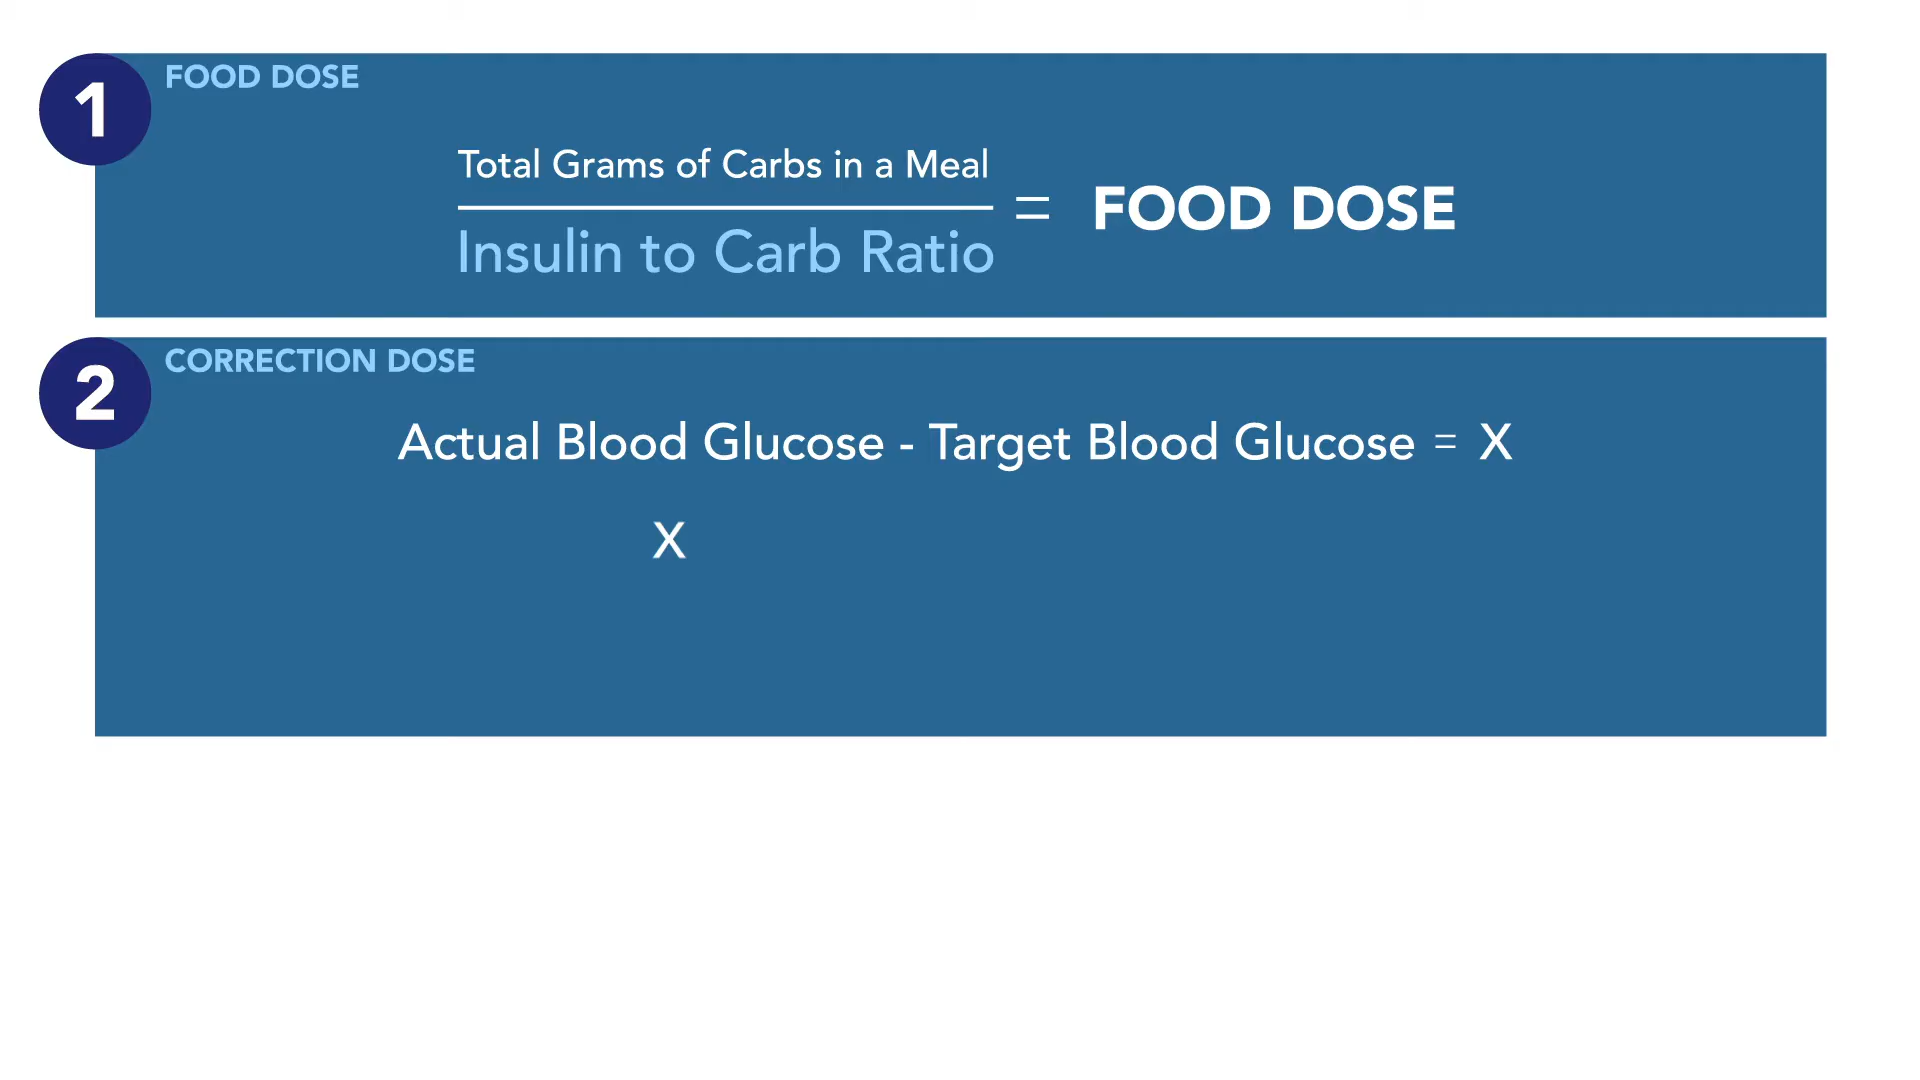 1
FOOD DOSE
Total Grams of Carbs in a Meal
Insulin to Carb Ratio
= FOOD DOSE
2
CORRECTION DOSE
Actual Blood Glucose - Target Blood Glucose = X
X